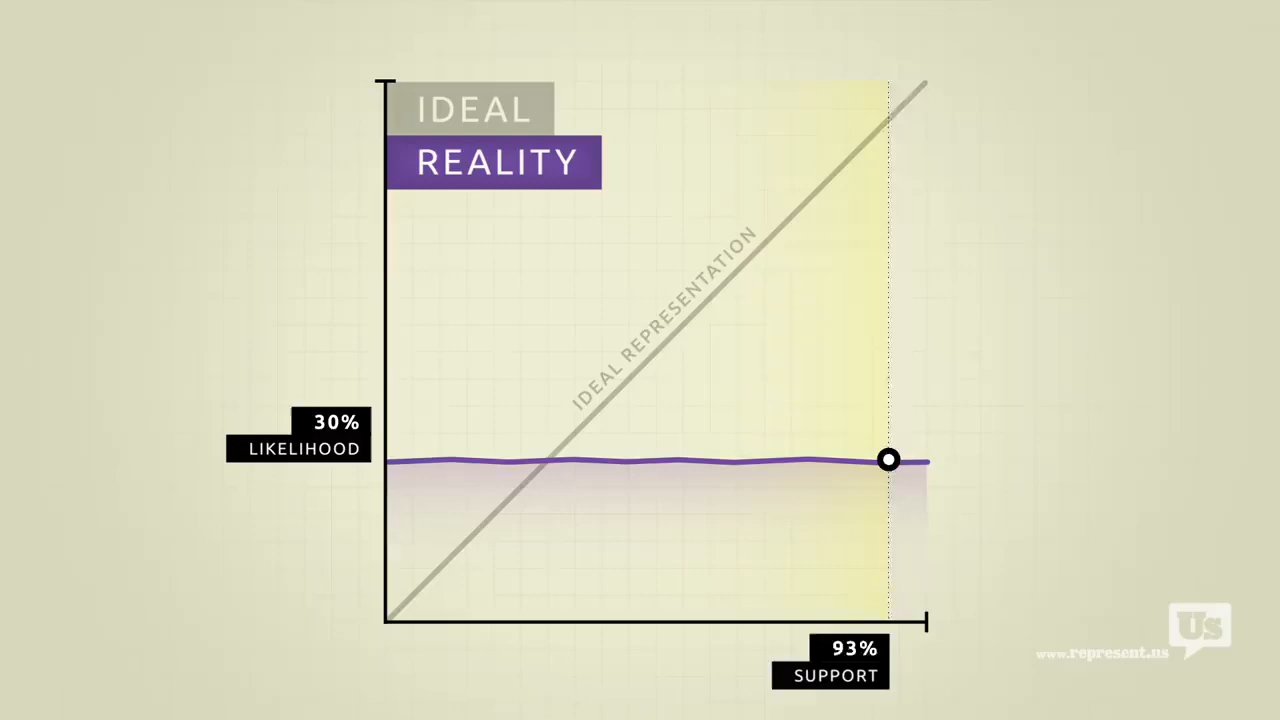 IDEAL
REALITY
IDEAL REPRESENTATION
30%
LIKELIHOOD
93%
SUPPORT
Us
www.represent.us